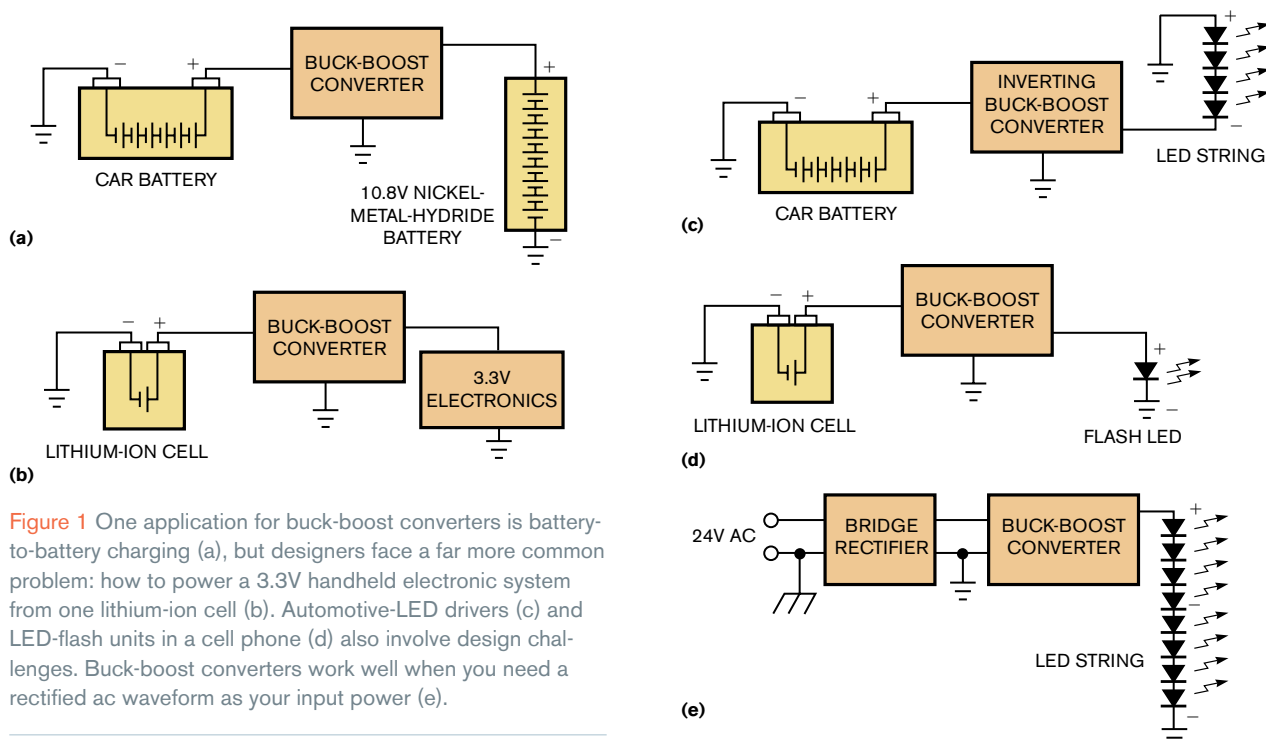 − +
CAR BATTERY
BUCK-BOOST
CONVERTER
+
10.8V NICKEL-
METAL-HYDRIDE
BATTERY
−
(a)
− +
LITHIUM-ION CELL
BUCK-BOOST
CONVERTER
3.3V
ELECTRONICS
(b)
Figure 1 One application for buck-boost converters is battery-
to-battery charging (a), but designers face a far more common
problem: how to power a 3.3V handheld electronic system
from one lithium-ion cell (b). Automotive-LED drivers (c) and
LED-flash units in a cell phone (d) also involve design chal-
lenges. Buck-boost converters work well when you need a
rectified ac waveform as your input power (e).
− +
CAR BATTERY
INVERTING
BUCK-BOOST
CONVERTER
+
−
LED STRING
(c)
− +
LITHIUM-ION CELL
BUCK-BOOST
CONVERTER
+
−
FLASH LED
(d)
24V AC
BRIDGE
RECTIFIER
BUCK-BOOST
CONVERTER
+
−
LED STRING
−
(e)